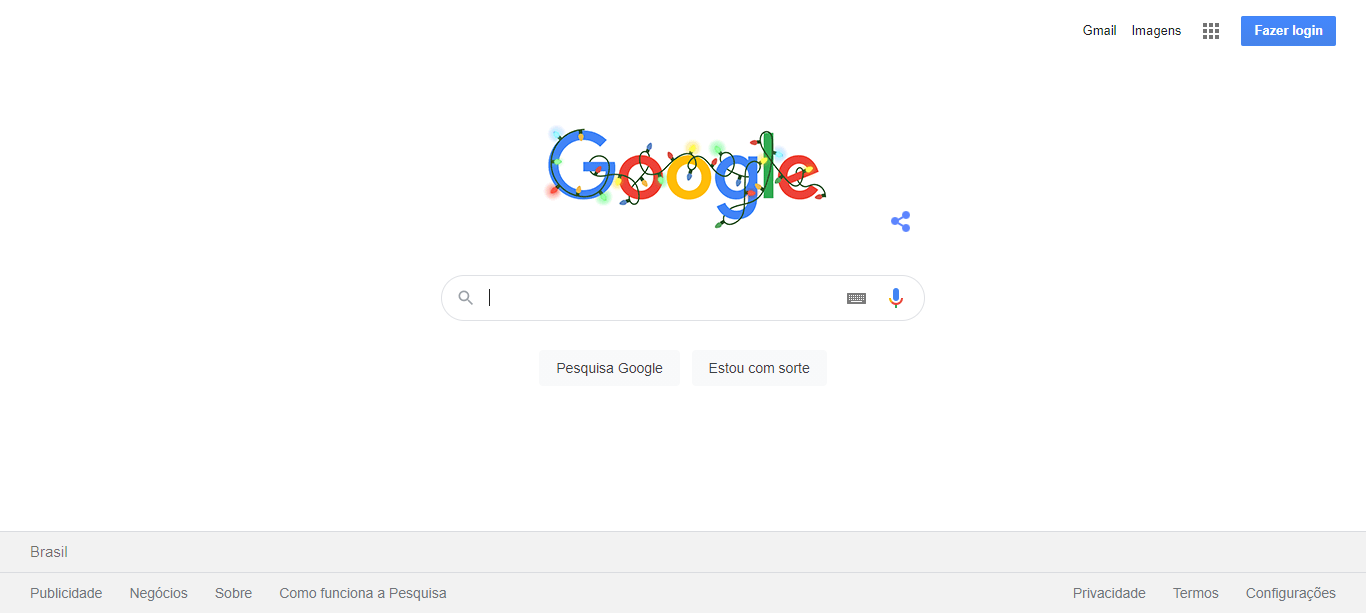 Gmail Imagens Fazer login
Google
Pesquisa Google Estou com sorte
Brasil
Publicidade Negócios Sobre Como funciona a Pesquisa Privacidade Termos Configurações